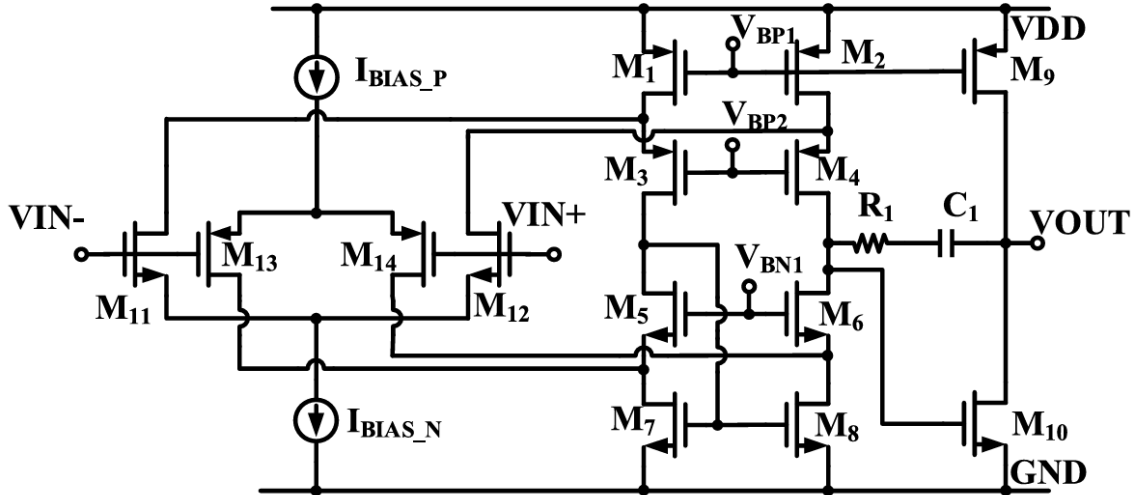 VDD
V_BP1
I_BIAS_P
M_1
M_2
M_9
V_BP2
M_3
M_4
VIN-
VIN+
R_1
C_1
VOUT
M_13
M_14
V_BN1
M_11
M_12
M_5
M_6
I_BIAS_N
M_7
M_8
M_10
GND